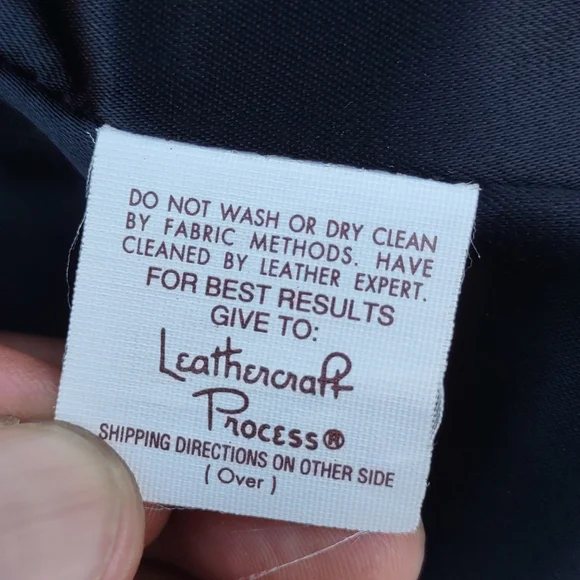 DO NOT WASH OR DRY CLEAN
BY FABRIC METHODS. HAVE
CLEANED BY LEATHER EXPERT.
FOR BEST RESULTS
GIVE TO:
Leathercraft
Process®
SHIPPING DIRECTIONS ON OTHER SIDE
( Over )